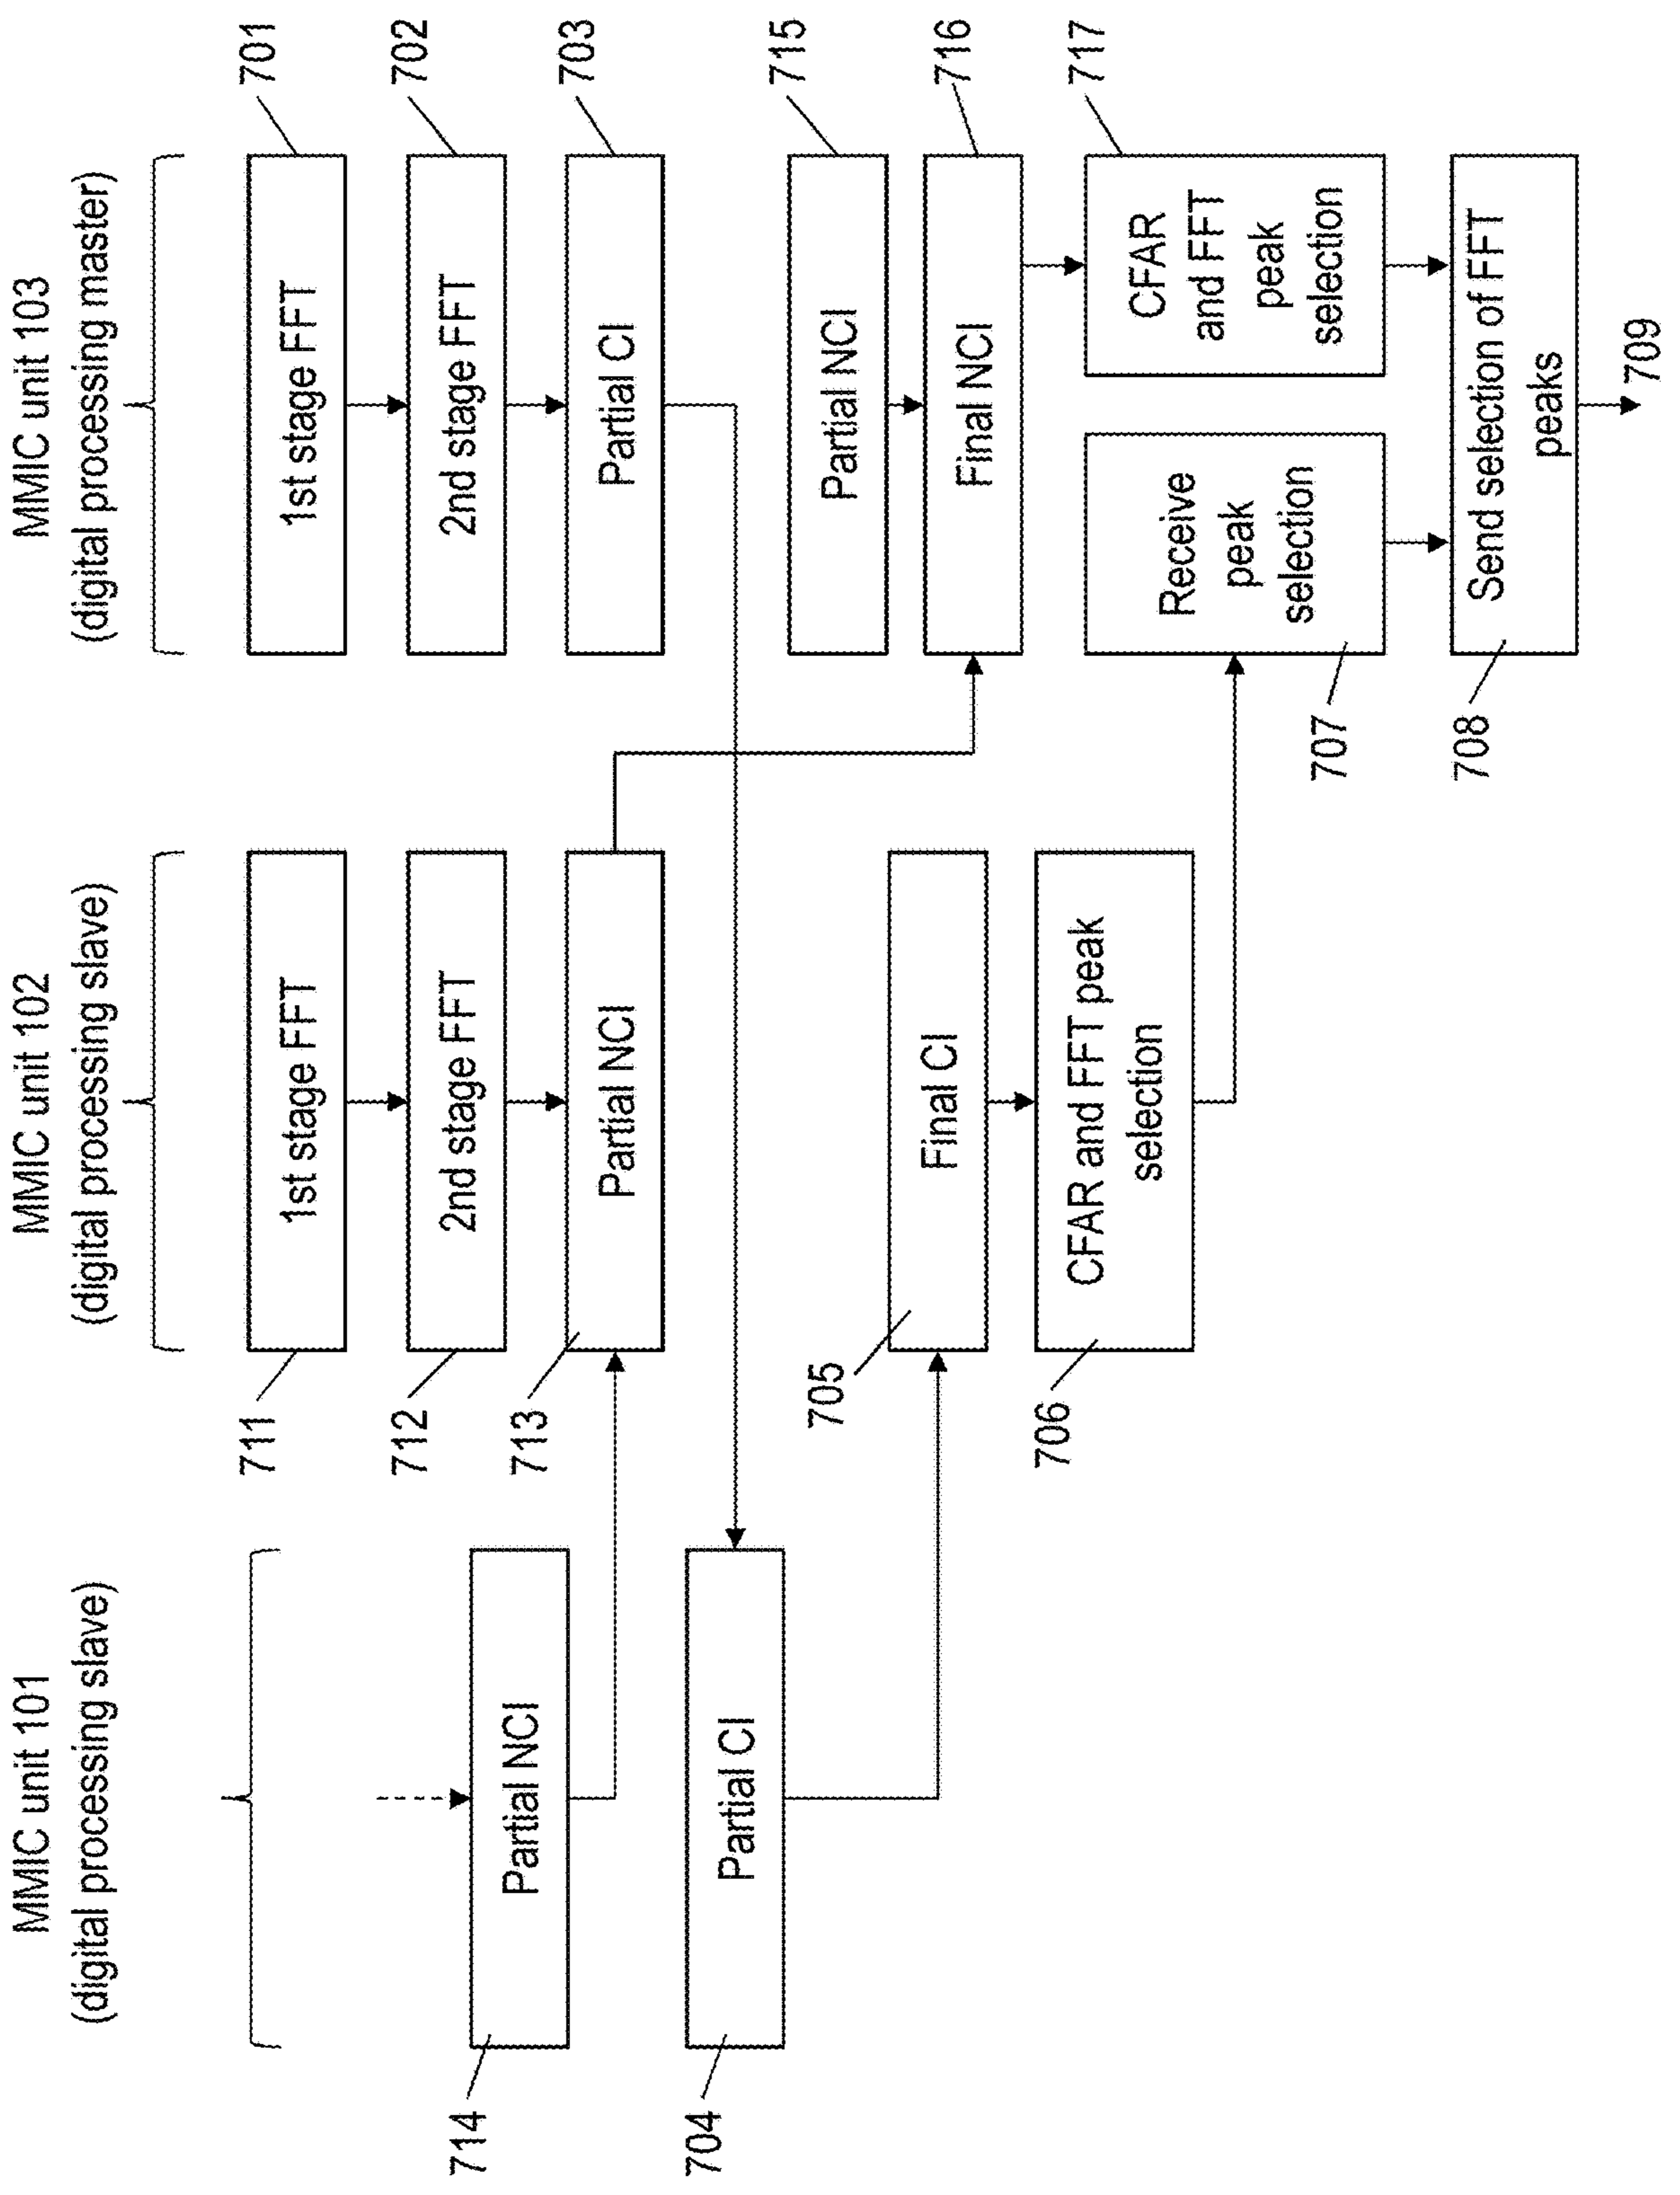 MMIC unit 101
(digital processing slave)
Partial NCI
714
Partial CI
704
MMIC unit 102
(digital processing slave)
1st stage FFT
711
2nd stage FFT
712
Partial NCI
713
Final CI
705
CFAR and FFT peak
selection
706
MMIC unit 103
(digital processing master)
1st stage FFT
701
2nd stage FFT
702
Partial CI
703
Partial NCI
715
Final NCI
716
Receive
peak
selection
707
CFAR
and FFT
peak
selection
717
Send selection of FFT
peaks
708
709